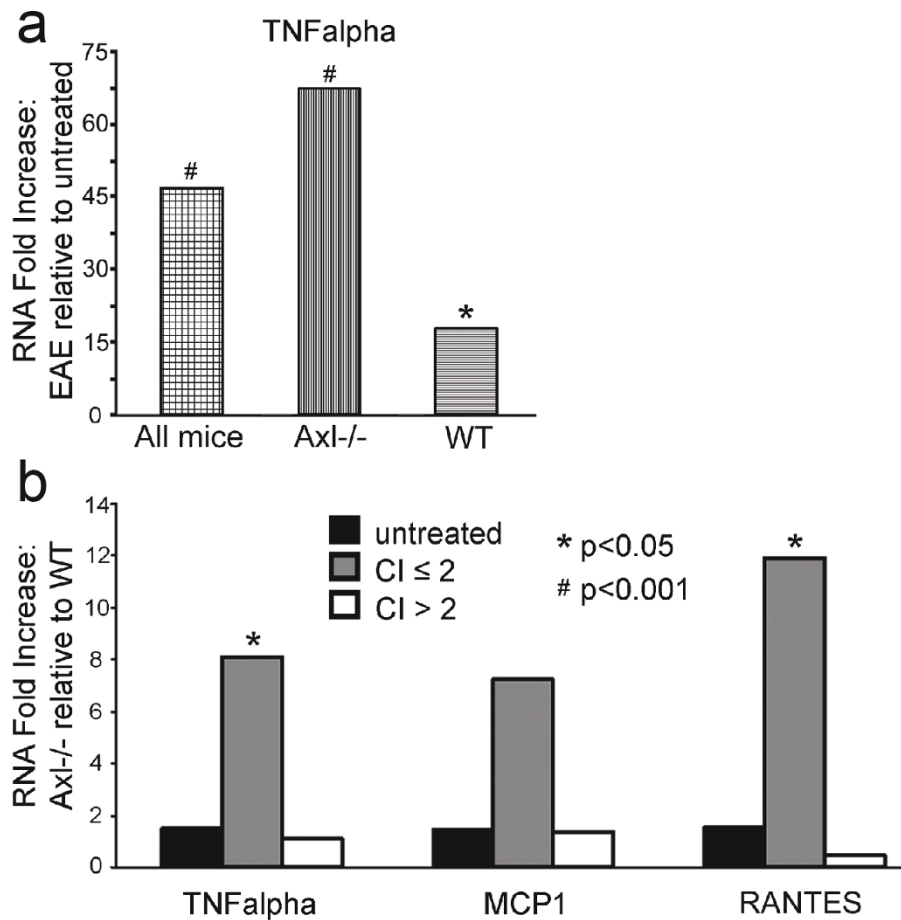 a
TNFalpha
RNA Fold Increase:
EAE relative to untreated
75
60
45
30
15
0
#
#
*
All mice
Axl-/-
WT
b
RNA Fold Increase:
Axl-/- relative to WT
14
12
10
8
6
4
2
0
untreated
CI ≤ 2
CI > 2
* p<0.05
# p<0.001
*
*
TNFalpha
MCP1
RANTES